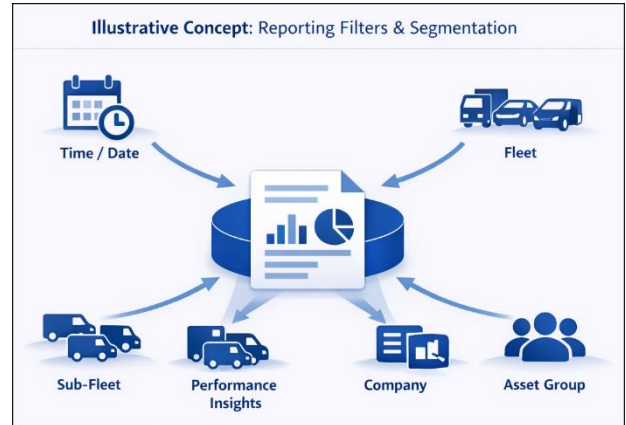 Illustrative Concept: Reporting Filters & Segmentation
Time / Date
Fleet
Sub-Fleet
Performance
Insights
Company
Asset Group